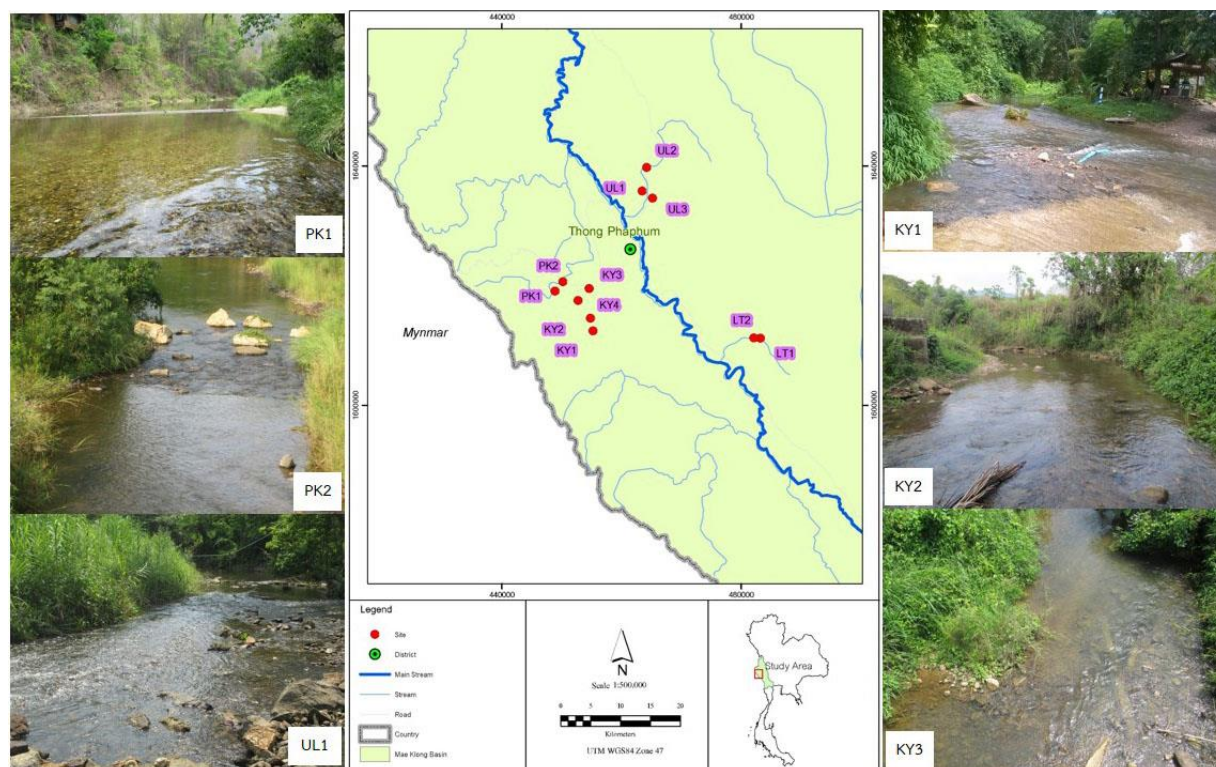 PK1
PK2
UL1
440000
480000
1640000
1600000
UL2
UL1
UL3
Thong Phaphum
PK2
KY3
PK1
KY4
KY2
KY1
LT2
LT1
Mynmar
440000
480000
Legend
Site
District
Main Stream
Stream
Road
Country
Mae Klong Basin
N
Scale 1:500,000
0 5 10 15 20
Kilometers
UTM WGS84 Zone 47
Study Area
KY1
KY2
KY3